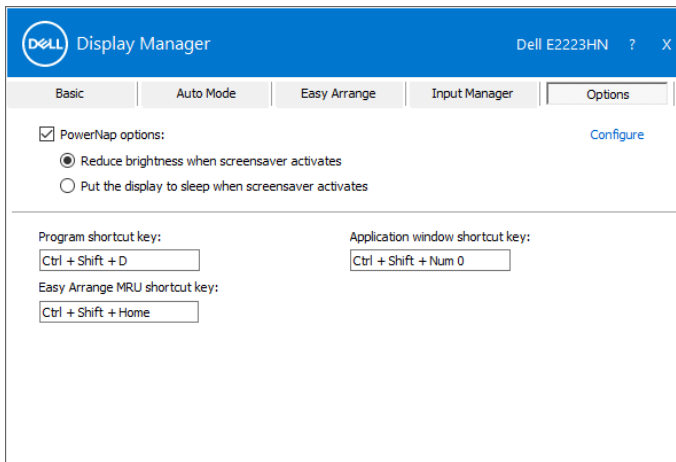 DELL Display Manager Dell E2223HN ? X
Basic Auto Mode Easy Arrange Input Manager Options
PowerNap options: Configure
Reduce brightness when screensaver activates
Put the display to sleep when screensaver activates
Program shortcut key: Application window shortcut key:
Ctrl + Shift + D Ctrl + Shift + Num 0
Easy Arrange MRU shortcut key:
Ctrl + Shift + Home